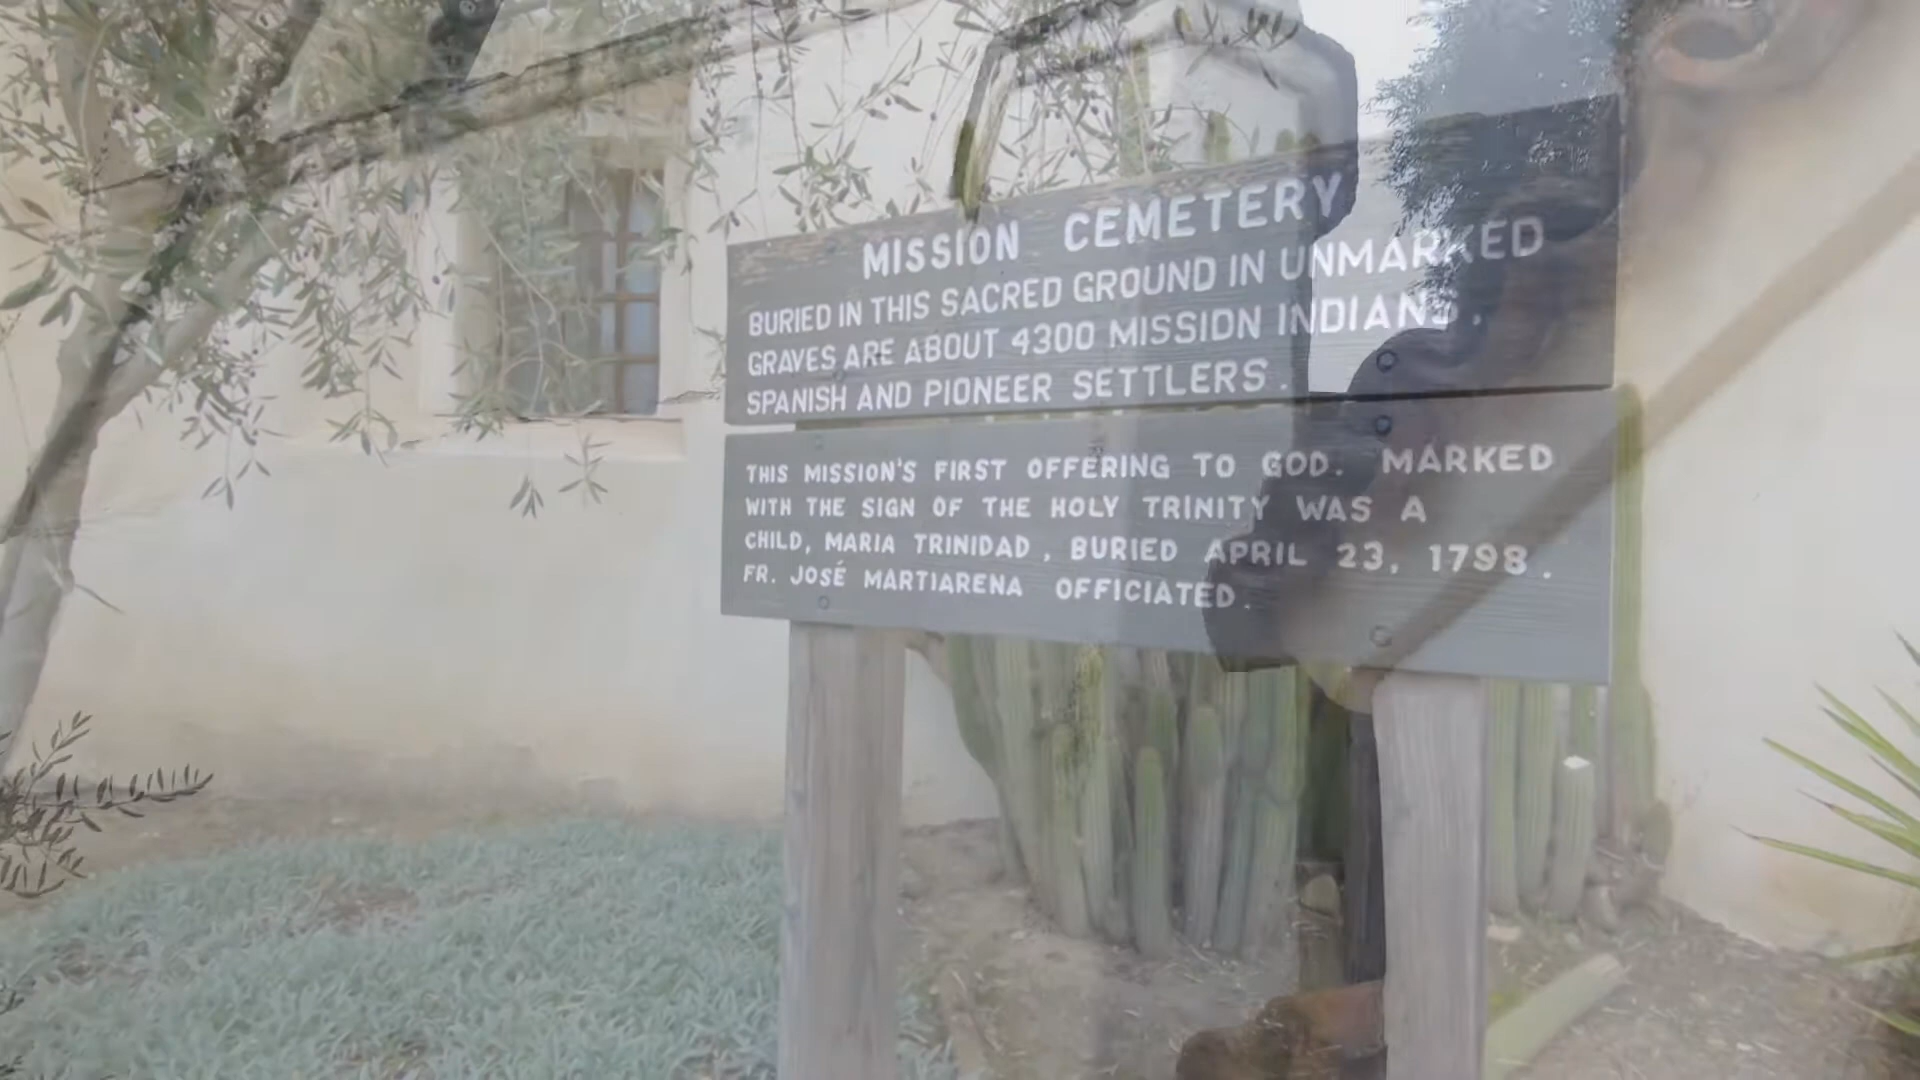 MISSION CEMETERY
BURIED IN THIS SACRED GROUND IN UNMARKED
GRAVES ARE ABOUT 4300 MISSION INDIANS.
SPANISH AND PIONEER SETTLERS.
THIS MISSION'S FIRST OFFERING TO GOD. MARKED
WITH THE SIGN OF THE HOLY TRINITY WAS A
CHILD, MARIA TRINIDAD, BURIED APRIL 23, 1798.
FR. JOSÉ MARTIARENA OFFICIATED.